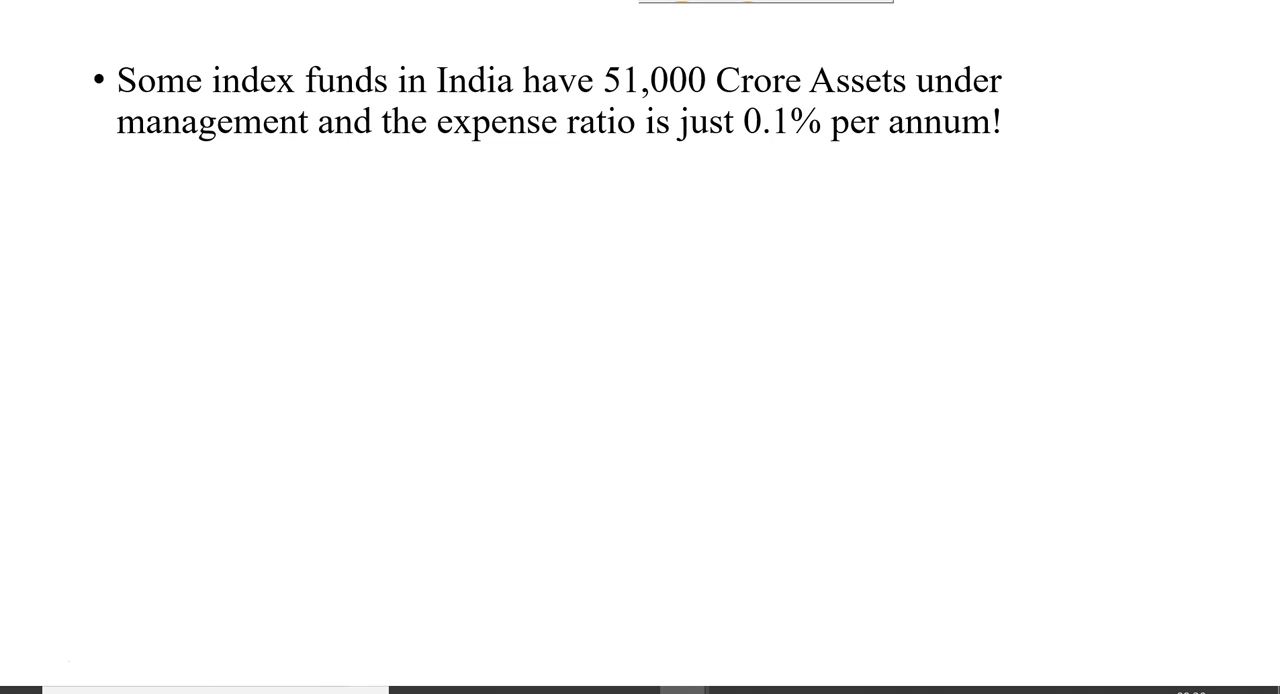 • Some index funds in India have 51,000 Crore Assets under
management and the expense ratio is just 0.1% per annum!